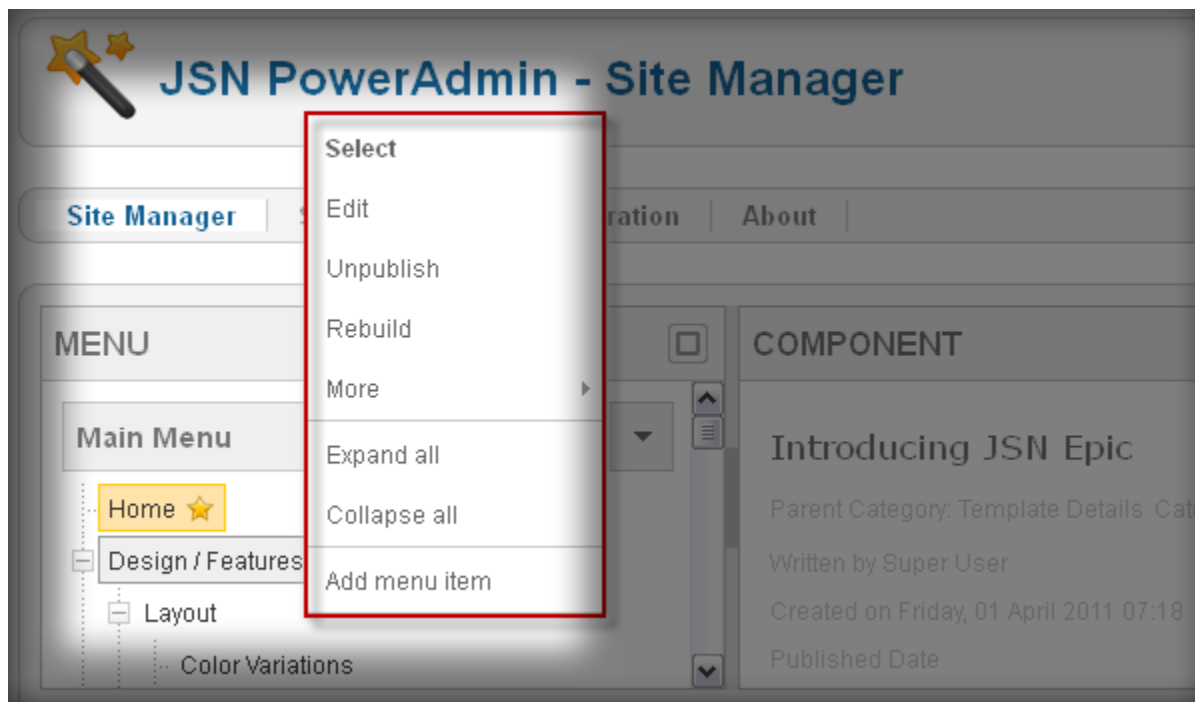 JSN PowerAdmin - Site Manager
Site Manager
ration
About
Select
Edit
Unpublish
Rebuild
More
Expand all
Collapse all
Add menu item
MENU
Main Menu
Home
Design / Features
Layout
Color Variations
COMPONENT
Introducing JSN Epic
Parent Category: Template Details Cat
Written by Super User
Created on Friday, 01 April 2011 07:18
Published Date